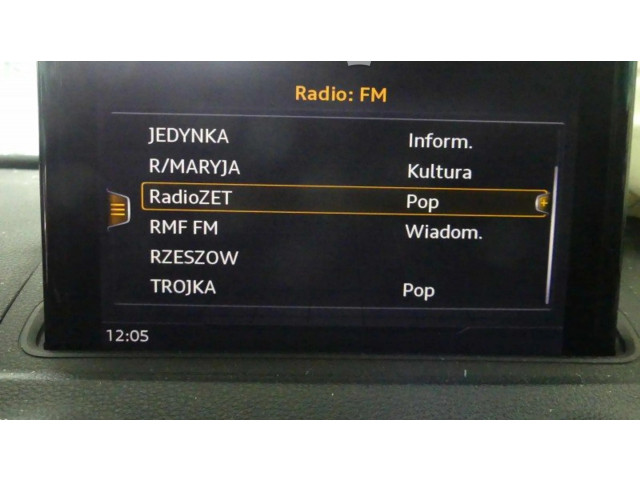 Radio: FM
JEDYNKA Inform.
R/MARYJA Kultura
RadioZET Pop
RMF FM Wiadom.
RZESZOW
TROJKA Pop
12:05